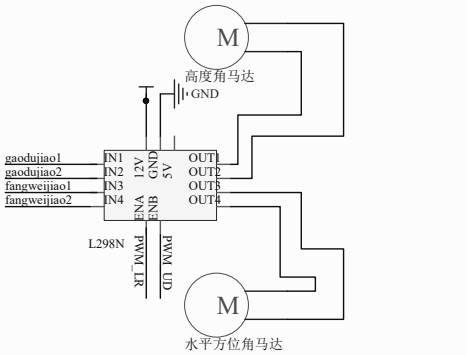 M
高度角马达
GND
gaodujiao1
gaodujiao2
fangweijiao1
fangweijiao2
IN1
IN2
IN3
IN4
12V
GND
5V
OUT1
OUT2
OUT3
OUT4
ENA
ENB
L298N
PWM_LR
PWM_UD
M
水平方位角马达